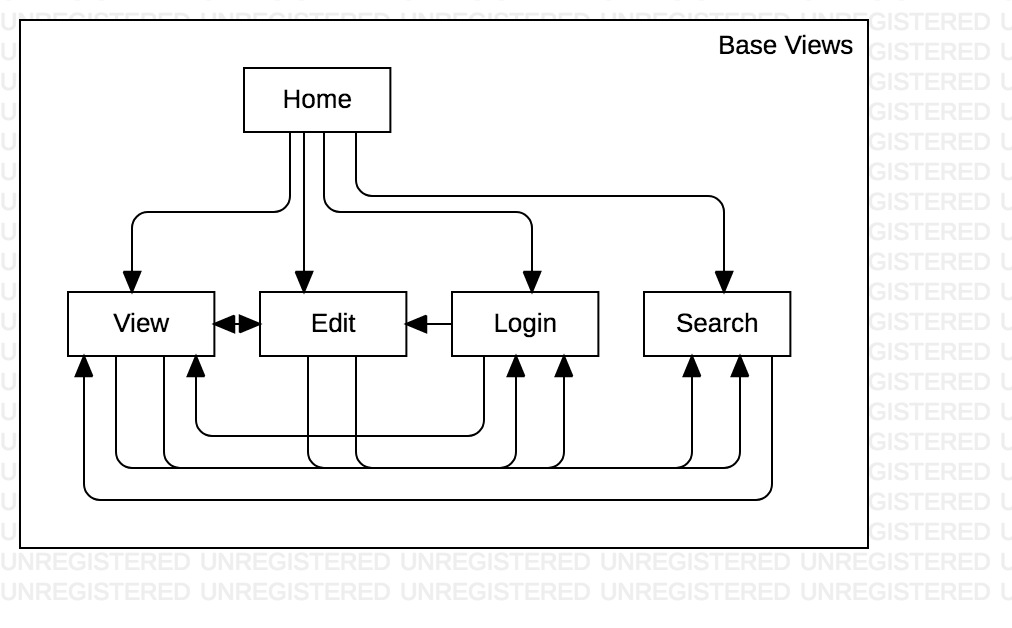 Base Views
Home
View
Edit
Login
Search
UNREGISTERED UNREGISTERED UNREGISTERED UNREGISTERED UNREGISTERED U
UNREGISTERED UNREGISTERED UNREGISTERED UNREGISTERED UNREGISTERED U